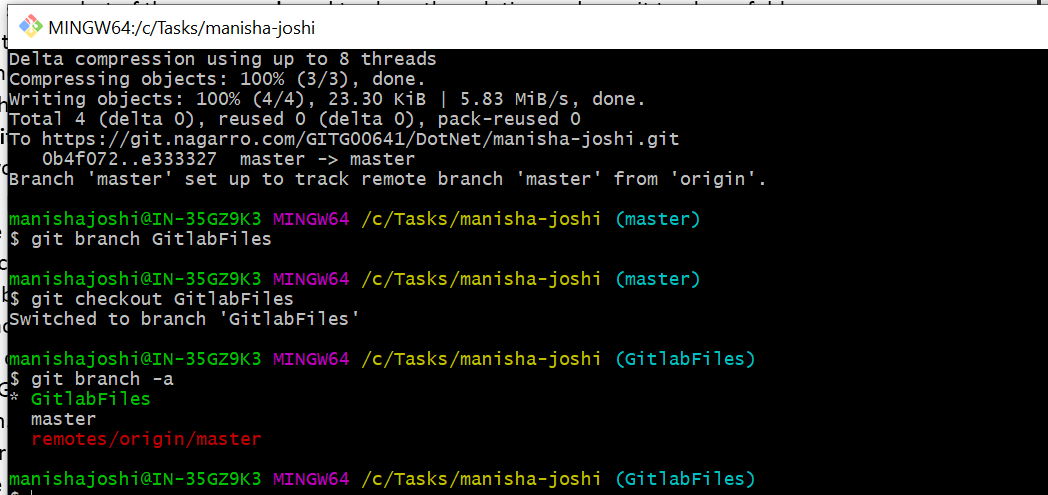 MINGW64:/c/Tasks/manisha-joshi
Delta compression using up to 8 threads
Compressing objects: 100% (3/3), done.
Writing objects: 100% (4/4), 23.30 KiB | 5.83 MiB/s, done.
Total 4 (delta 0), reused 0 (delta 0), pack-reused 0
To https://git.nagarro.com/GITG00641/DotNet/manisha-joshi.git
   0b4f072..e333327  master -> master
Branch 'master' set up to track remote branch 'master' from 'origin'.
manishajoshi@IN-35GZ9K3 MINGW64 /c/Tasks/manisha-joshi (master)
$ git branch GitlabFiles
manishajoshi@IN-35GZ9K3 MINGW64 /c/Tasks/manisha-joshi (master)
$ git checkout GitlabFiles
Switched to branch 'GitlabFiles'
manishajoshi@IN-35GZ9K3 MINGW64 /c/Tasks/manisha-joshi (GitlabFiles)
$ git branch -a
* GitlabFiles
  master
  remotes/origin/master
manishajoshi@IN-35GZ9K3 MINGW64 /c/Tasks/manisha-joshi (GitlabFiles)
$